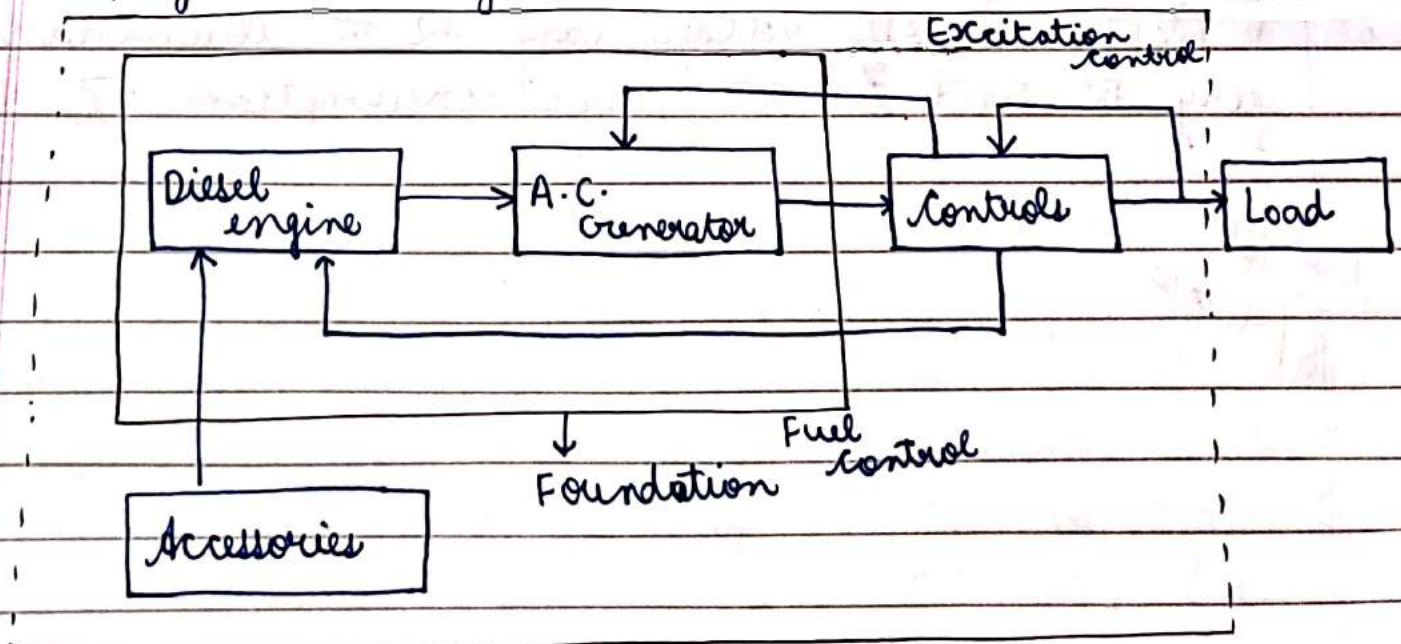 Excitation
control
Diesel
engine
A.C.
Generator
Controls
Load
Fuel
control
Foundation
Accessories